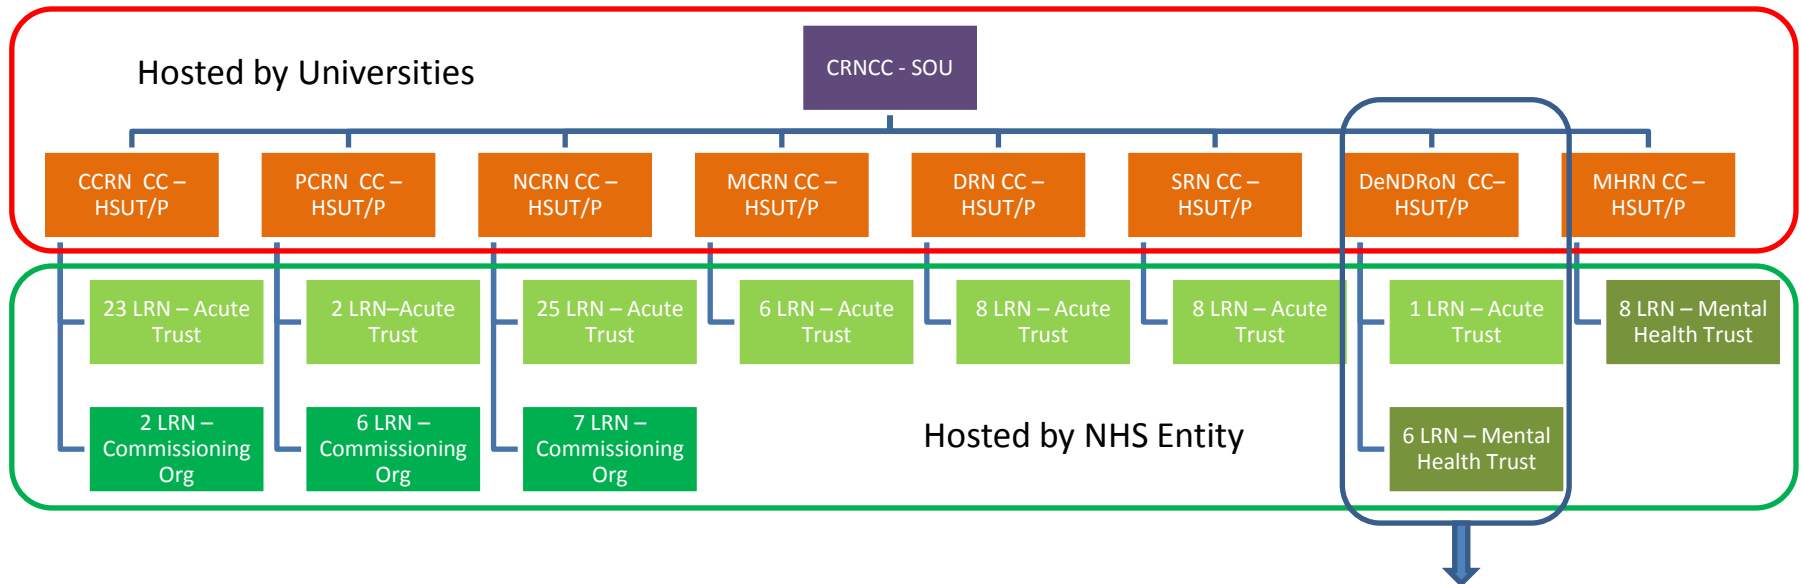 Hosted by Universities
CRNCC - SOU
CCRN  CC –
HSUT/P
PCRN  CC –
HSUT/P
NCRN CC –
HSUT/P
MCRN CC –
HSUT/P
DRN CC –
HSUT/P
SRN CC –
HSUT/P
DeNDRoN  CC–
HSUT/P
MHRN CC –
HSUT/P
23 LRN – Acute
Trust
2 LRN–Acute
Trust
25 LRN – Acute
Trust
6 LRN – Acute
Trust
8 LRN – Acute
Trust
8 LRN – Acute
Trust
1 LRN – Acute
Trust
8 LRN – Mental
Health Trust
2 LRN –
Commissioning
Org
6 LRN –
Commissioning
Org
7 LRN –
Commissioning
Org
Hosted by NHS Entity
6 LRN – Mental
Health Trust